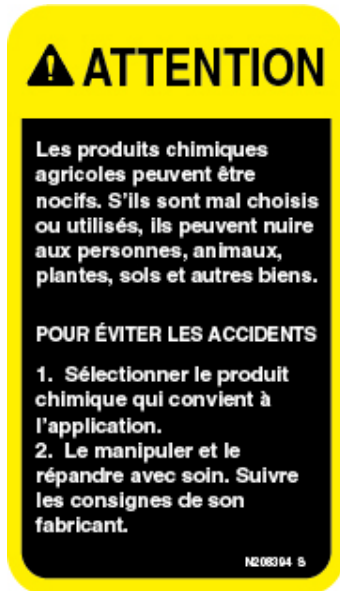 ATTENTION
Les produits chimiques
agricoles peuvent être
nocifs. S'ils sont mal choisis
ou utilisés, ils peuvent nuire
aux personnes, animaux,
plantes, sols et autres biens.
POUR ÉVITER LES ACCIDENTS
1. Sélectionner le produit
chimique qui convient à
l'application.
2. Le manipuler et le
répandre avec soin. Suivre
les consignes de son
fabricant.
N208394 S